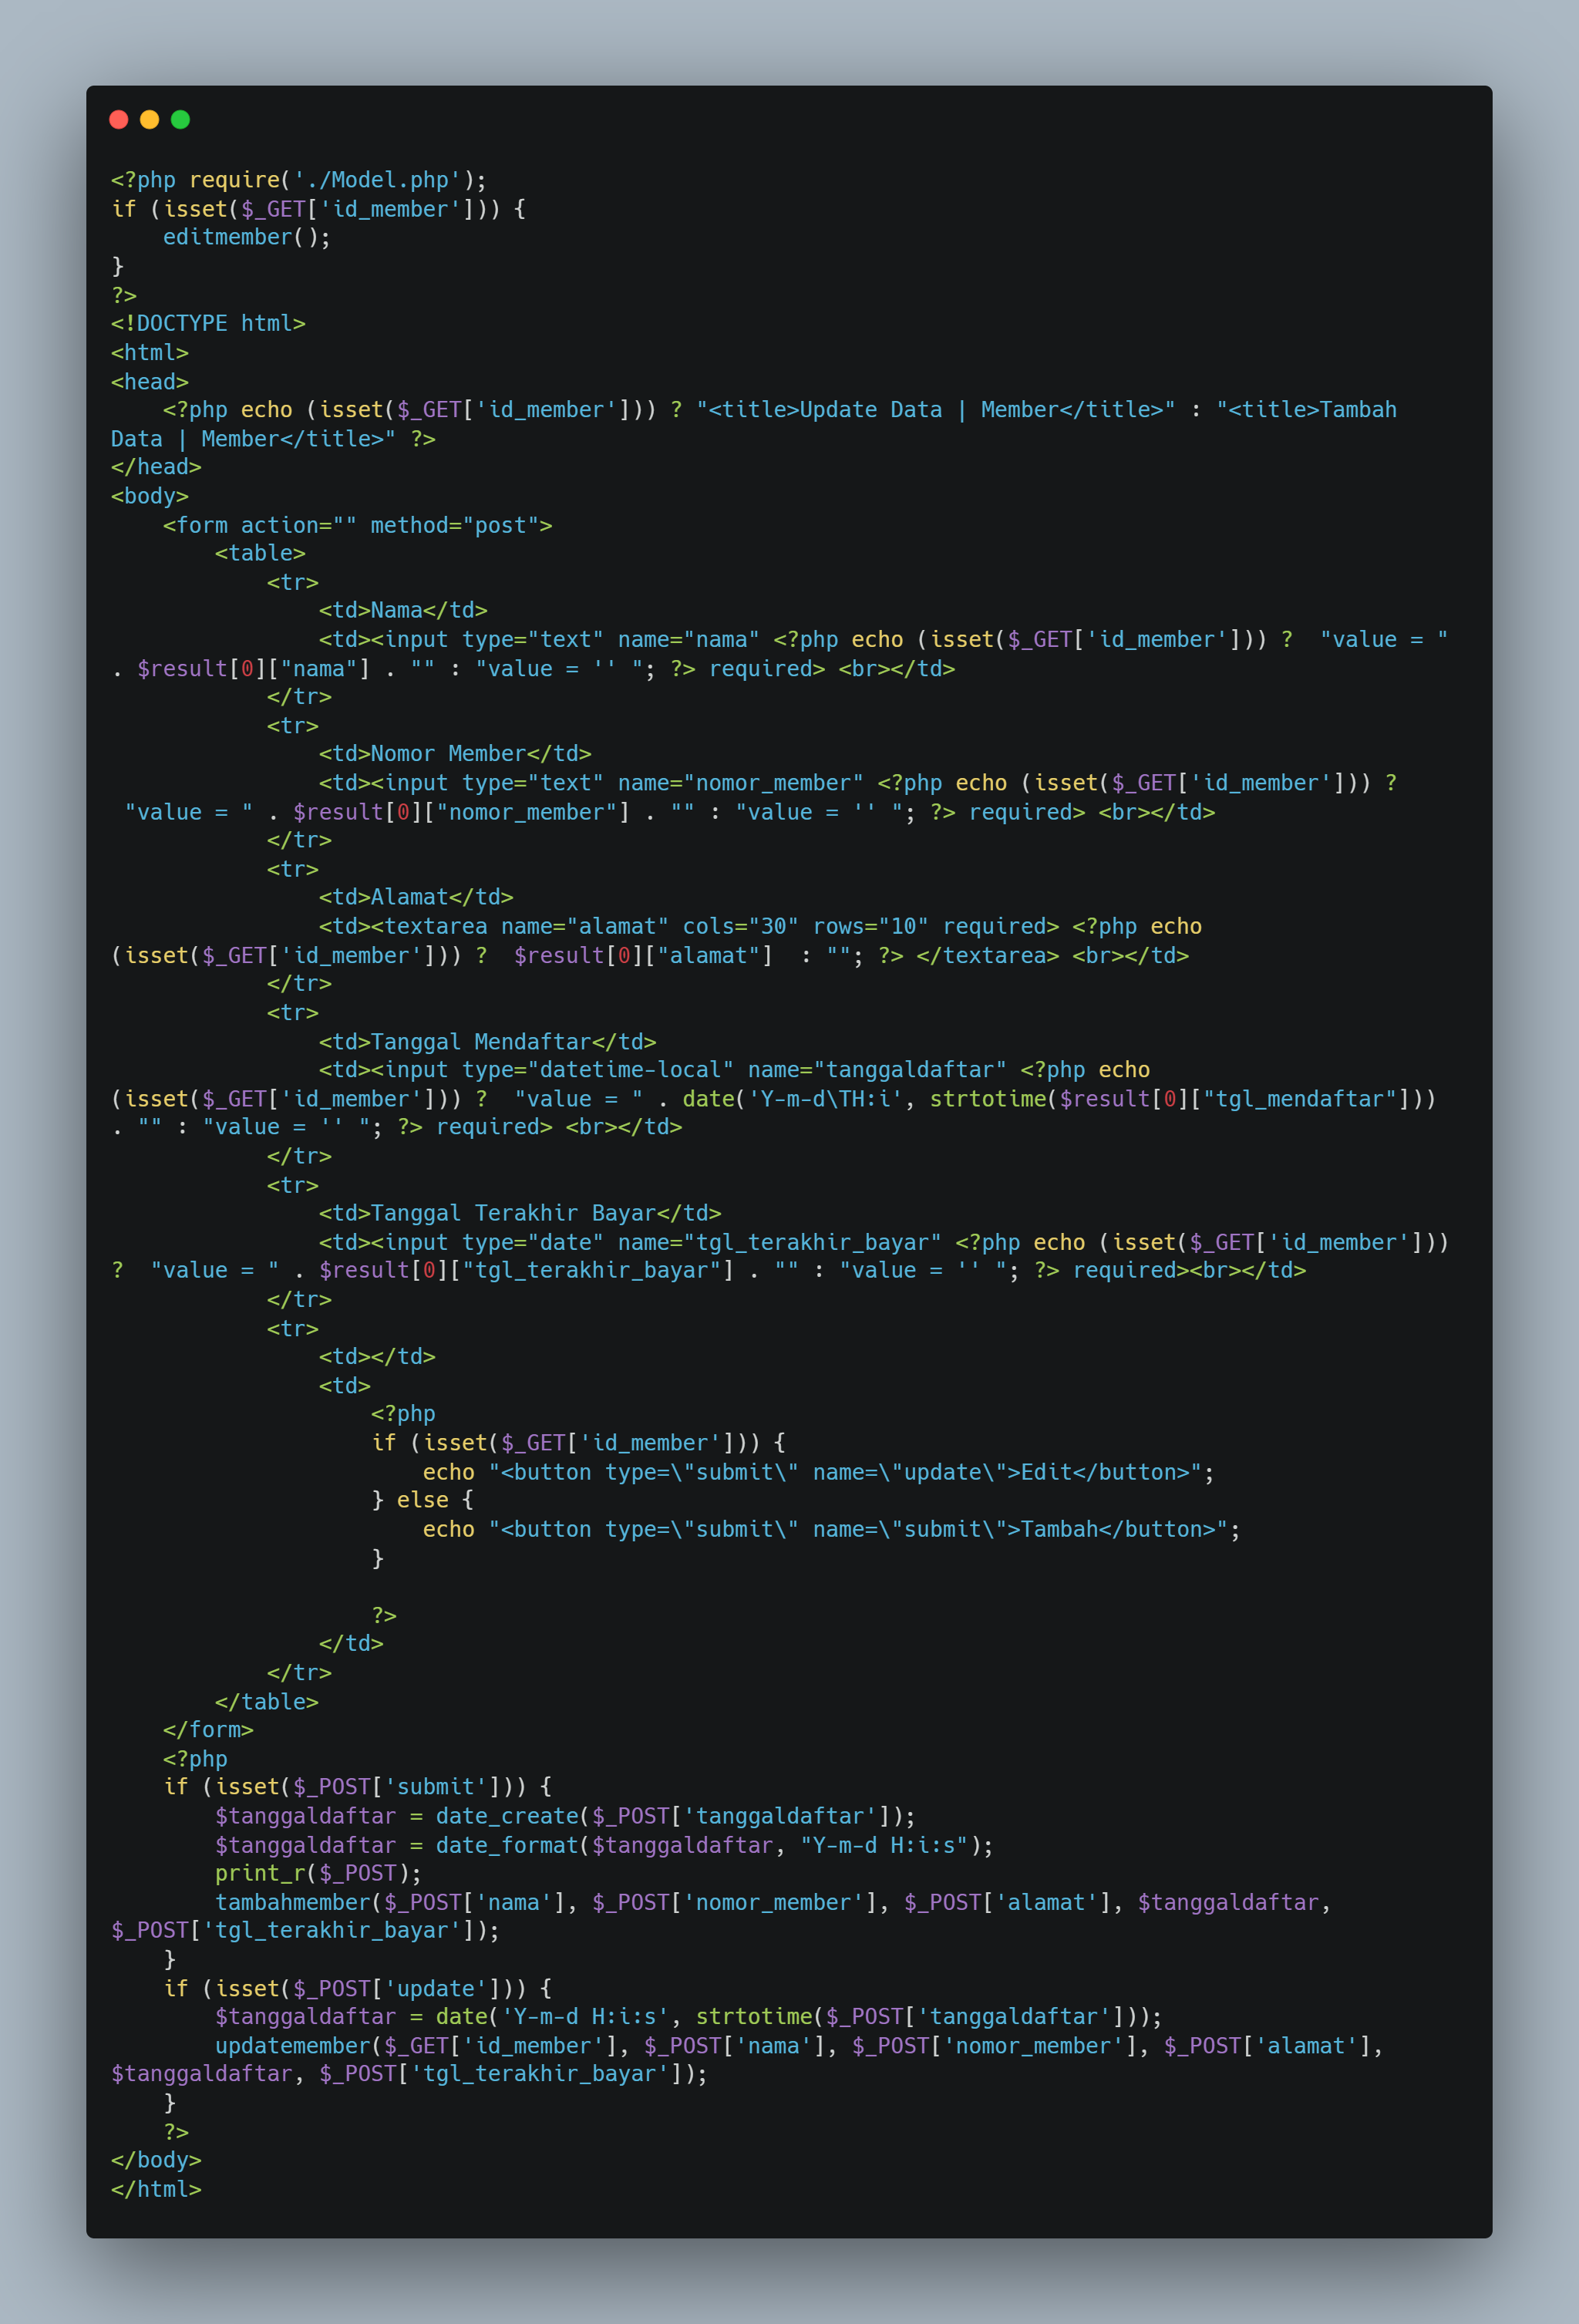 <?php require('./Model.php');
if (isset($_GET['id_member'])) {
    editmember();
}
?>
<!DOCTYPE html>
<html>
<head>
    <?php echo (isset($_GET['id_member'])) ? "<title>Update Data | Member</title>" : "<title>Tambah
Data | Member</title>" ?>
</head>
<body>
    <form action="" method="post">
        <table>
            <tr>
                <td>Nama</td>
                <td><input type="text" name="nama" <?php echo (isset($_GET['id_member'])) ?  "value = "
. $result[0]["nama"] . "" : "value = '' "; ?> required> <br></td>
            </tr>
            <tr>
                <td>Nomor Member</td>
                <td><input type="text" name="nomor_member" <?php echo (isset($_GET['id_member'])) ?
 "value = " . $result[0]["nomor_member"] . "" : "value = '' "; ?> required> <br></td>
            </tr>
            <tr>
                <td>Alamat</td>
                <td><textarea name="alamat" cols="30" rows="10" required> <?php echo
(isset($_GET['id_member'])) ?  $result[0]["alamat"]  : ""; ?> </textarea> <br></td>
            </tr>
            <tr>
                <td>Tanggal Mendaftar</td>
                <td><input type="datetime-local" name="tanggaldaftar" <?php echo
(isset($_GET['id_member'])) ?  "value = " . date('Y-m-d\TH:i', strtotime($result[0]["tgl_mendaftar"]))
. "" : "value = '' "; ?> required> <br></td>
            </tr>
            <tr>
                <td>Tanggal Terakhir Bayar</td>
                <td><input type="date" name="tgl_terakhir_bayar" <?php echo (isset($_GET['id_member']))
?  "value = " . $result[0]["tgl_terakhir_bayar"] . "" : "value = '' "; ?> required><br></td>
            </tr>
            <tr>
                <td></td>
                <td>
                    <?php
                    if (isset($_GET['id_member'])) {
                        echo "<button type=\"submit\" name=\"update\">Edit</button>";
                    } else {
                        echo "<button type=\"submit\" name=\"submit\">Tambah</button>";
                    }

                    ?>
                </td>
            </tr>
        </table>
    </form>
    <?php
    if (isset($_POST['submit'])) {
        $tanggaldaftar = date_create($_POST['tanggaldaftar']);
        $tanggaldaftar = date_format($tanggaldaftar, "Y-m-d H:i:s");
        print_r($_POST);
        tambahmember($_POST['nama'], $_POST['nomor_member'], $_POST['alamat'], $tanggaldaftar,
$_POST['tgl_terakhir_bayar']);
    }
    if (isset($_POST['update'])) {
        $tanggaldaftar = date('Y-m-d H:i:s', strtotime($_POST['tanggaldaftar']));
        updatemember($_GET['id_member'], $_POST['nama'], $_POST['nomor_member'], $_POST['alamat'],
$tanggaldaftar, $_POST['tgl_terakhir_bayar']);
    }
    ?>
</body>
</html>